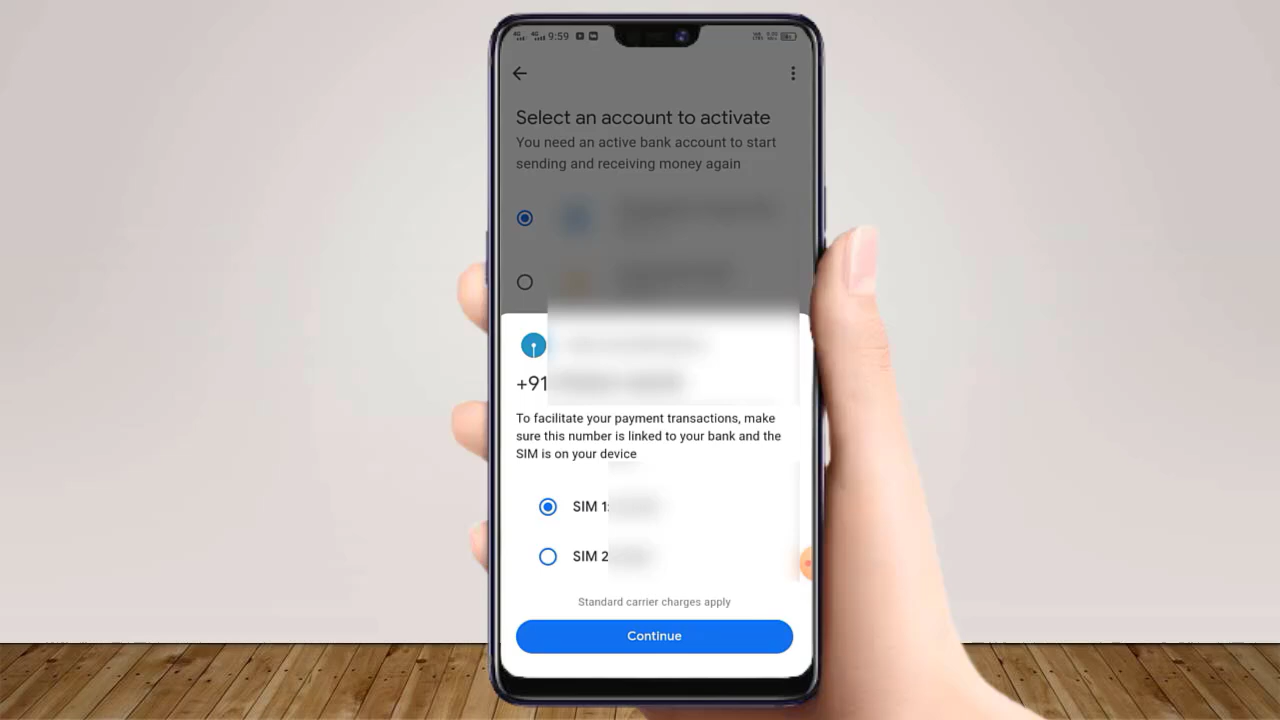 9:59
Select an account to activate
You need an active bank account to start
sending and receiving money again
+91
To facilitate your payment transactions, make
sure this number is linked to your bank and the
SIM is on your device
SIM 1:
SIM 2
Standard carrier charges apply
Continue